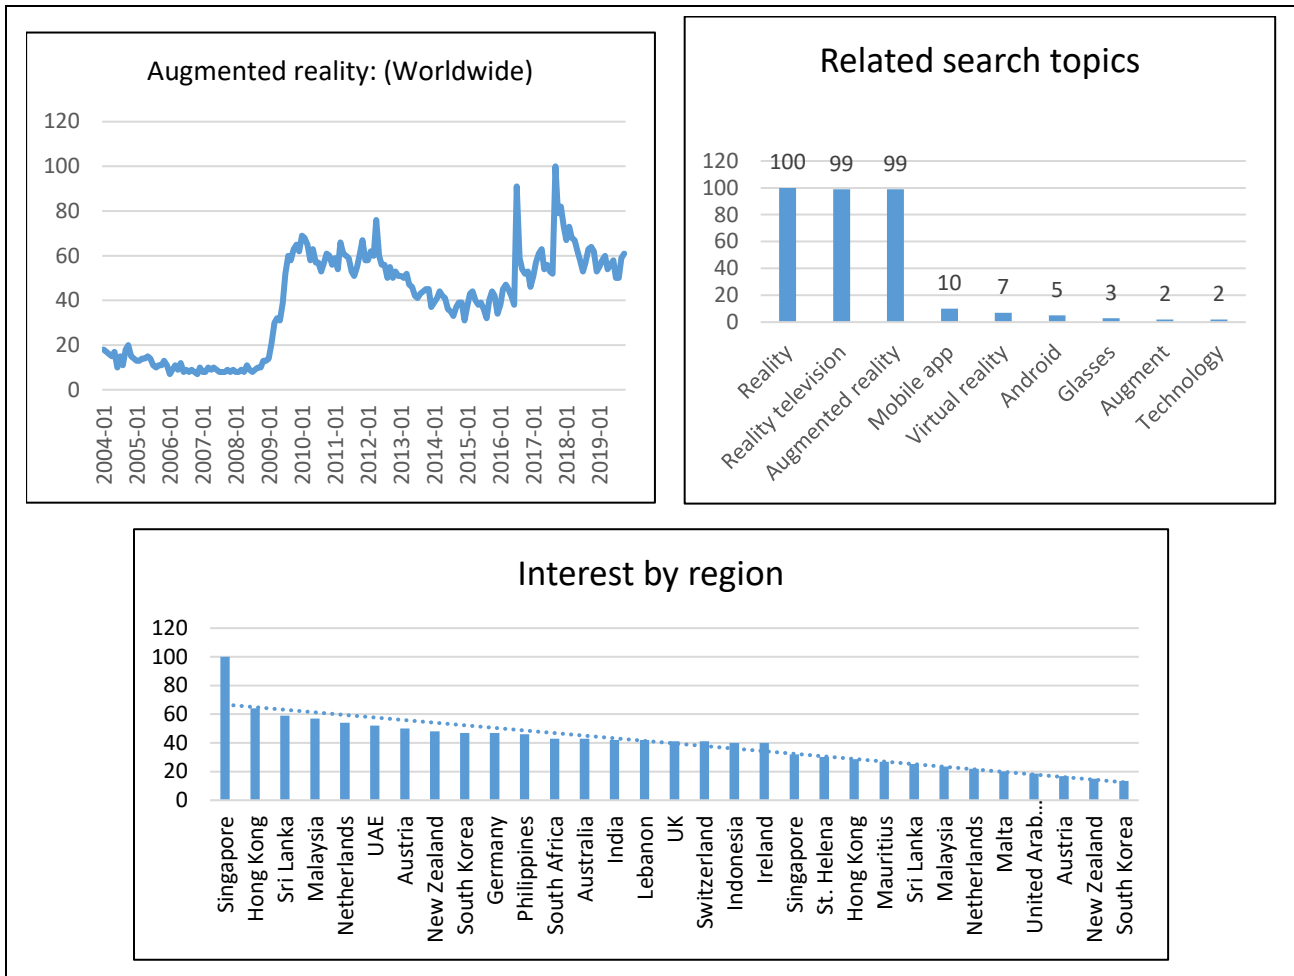 Augmented reality: (Worldwide)
120
100
80
60
40
20
0
2004-01
2005-01
2006-01
2007-01
2008-01
2009-01
2010-01
2011-01
2012-01
2013-01
2014-01
2015-01
2016-01
2017-01
2018-01
2019-01
Related search topics
120
100
80
60
40
20
0
100
99
99
10
7
5
3
2
2
Reality
Reality television
Augmented reality
Mobile app
Virtual reality
Android
Glasses
Augment
Technology
Interest by region
120
100
80
60
40
20
0
Singapore
Hong Kong
Sri Lanka
Malaysia
Netherlands
UAE
Austria
New Zealand
South Korea
Germany
Philippines
South Africa
Australia
India
Lebanon
UK
Switzerland
Indonesia
Ireland
Singapore
St. Helena
Hong Kong
Mauritius
Sri Lanka
Malaysia
Netherlands
Malta
United Arab...
Austria
New Zealand
South Korea